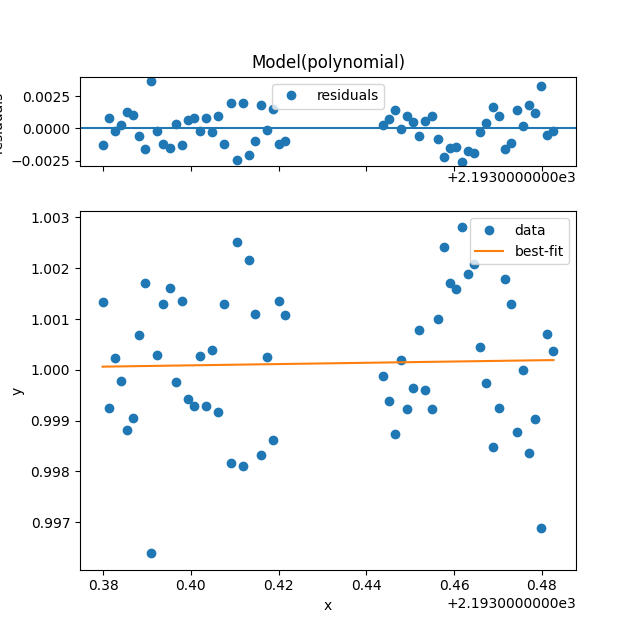 Model(polynomial)
residuals
0.0025
0.0000
−0.0025
residuals
+2.1930000000e3
1.003
1.002
1.001
1.000
0.999
0.998
0.997
y
data
best-fit
0.38
0.40
0.42
0.44
0.46
0.48
x
+2.1930000000e3